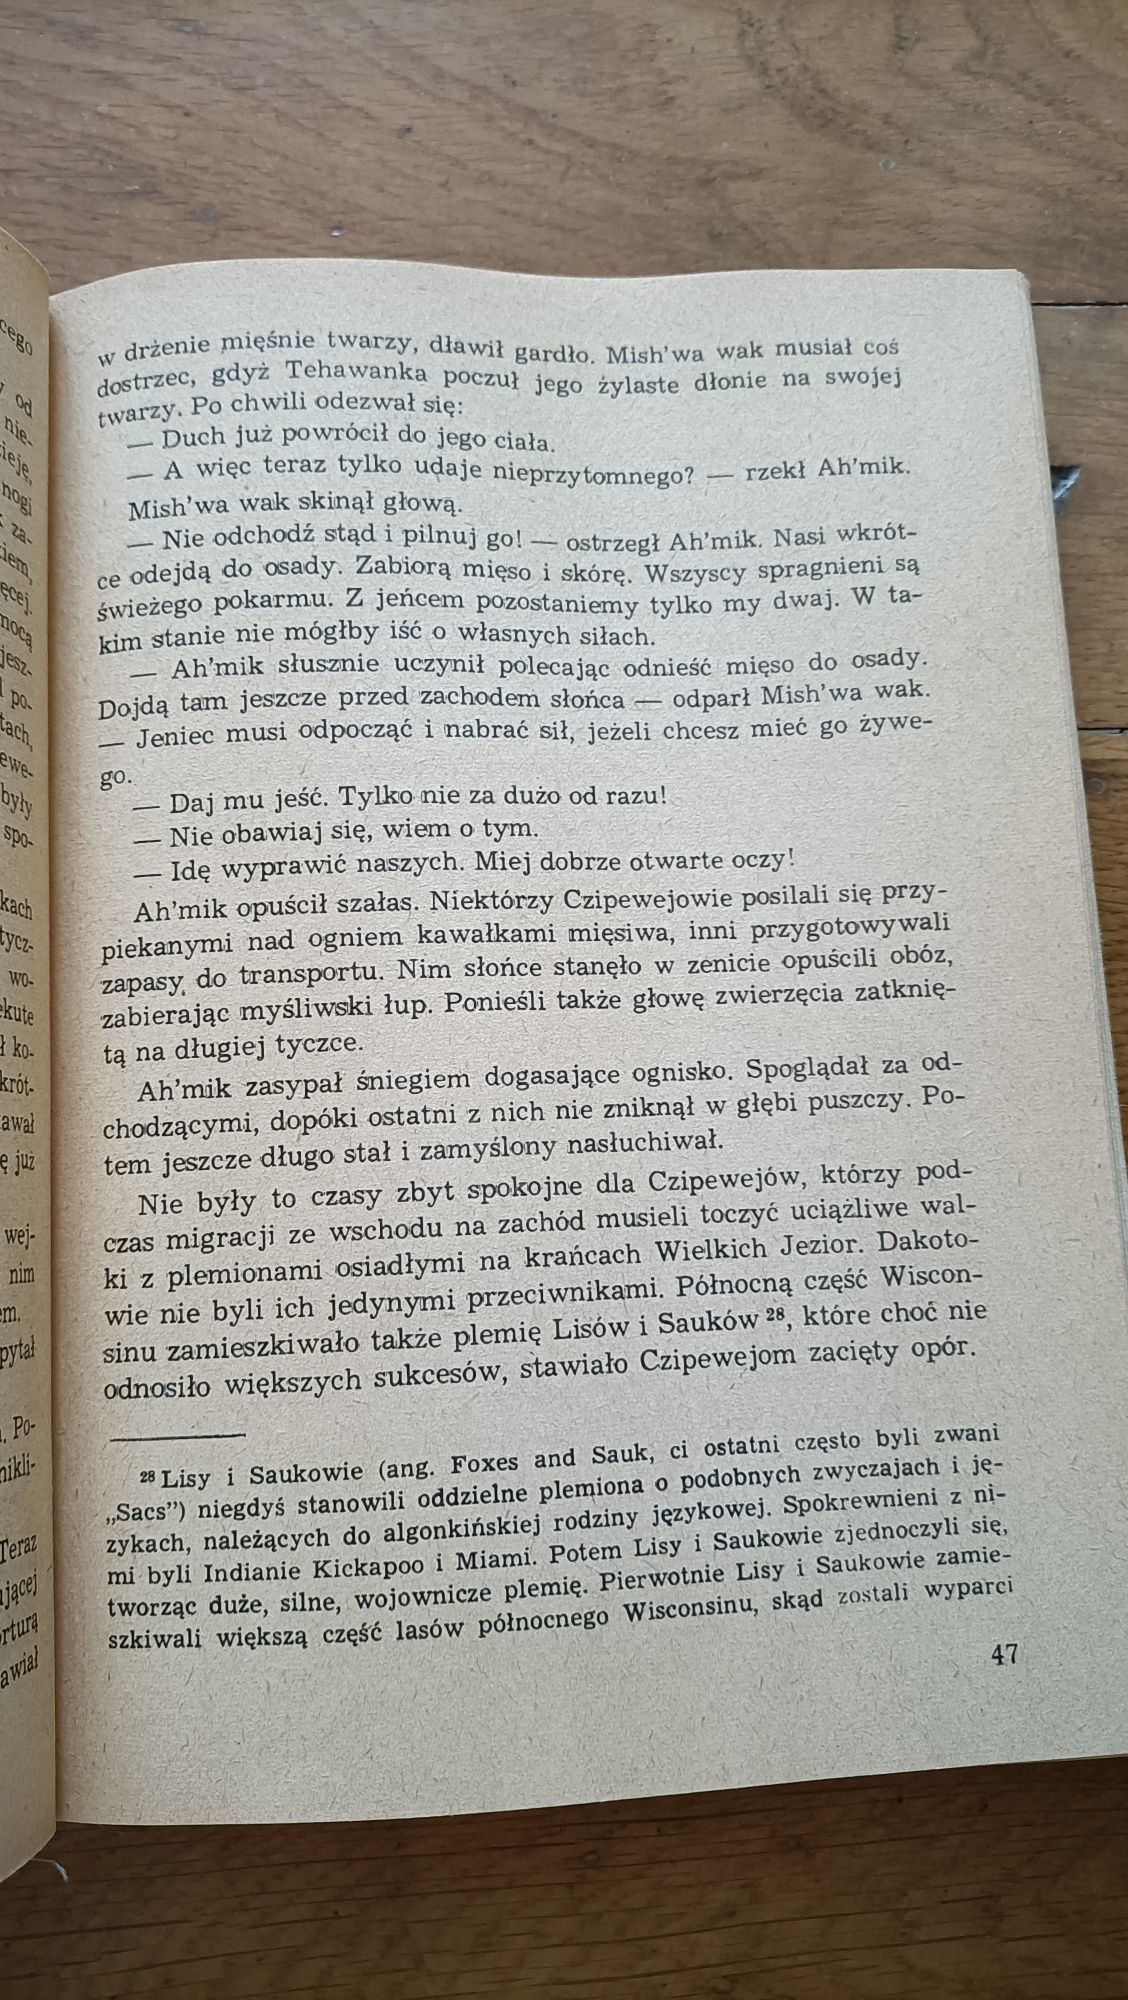 w drżenie mięśnie twarzy, dławił gardło. Mish'wa wak musiał coś
dostrzec, gdyż Tehawanka poczuł jego żylaste dłonie na swojej
twarzy. Po chwili odezwał się:
— Duch już powrócił do jego ciała.
— A więc teraz tylko udaje nieprzytomnego? — rzekł Ah'mik.
Mish'wa wak skinął głową.
— Nie odchodź stąd i pilnuj go! — ostrzegł Ah'mik. Nasi wkrót-
ce odejdą do osady. Zabiorą mięso i skórę. Wszyscy spragnieni są
świeżego pokarmu. Z jeńcem pozostaniemy tylko my dwaj. W ta-
kim stanie nie mógłby iść o własnych siłach.
— Ah'mik słusznie uczynił polecając odnieść mięso do osady.
Dojdą tam jeszcze przed zachodem słońca — odparł Mish'wa wak.
— Jeniec musi odpocząć i nabrać sił, jeżeli chcesz mieć go żywe-
go.
— Daj mu jeść. Tylko nie za dużo od razu!
— Nie obawiaj się, wiem o tym.
— Idę wyprawić naszych. Miej dobrze otwarte oczy!
Ah'mik opuścił szałas. Niektórzy Czipewejowie posilali się przy-
piekanymi nad ogniem kawałkami mięsiwa, inni przygotowywali
zapasy do transportu. Nim słońce stanęło w zenicie opuścili obóz,
zabierając myśliwski łup. Ponieśli także głowę zwierzęcia zatknię-
tą na długiej tyczce.
Ah'mik zasypał śniegiem dogasające ognisko. Spoglądał za od-
chodzącymi, dopóki ostatni z nich nie zniknął w głębi puszczy. Po-
tem jeszcze długo stał i zamyślony nasłuchiwał.
Nie były to czasy zbyt spokojne dla Czipewejów, którzy pod-
czas migracji ze wschodu na zachód musieli toczyć uciążliwe wal-
ki z plemionami osiadłymi na krańcach Wielkich Jezior. Dakoto-
wie nie byli ich jedynymi przeciwnikami. Północną część Wiscon-
sinu zamieszkiwało także plemię Lisów i Sauków 28, które choć nie
odnosiło większych sukcesów, stawiało Czipewejom zacięty opór.
28 Lisy i Saukowie (ang. Foxes and Sauk, ci ostatni często byli zwani
„Sacs”) niegdyś stanowili oddzielne plemiona o podobnych zwyczajach i ję-
zykach, należących do algonkińskiej rodziny językowej. Spokrewnieni z ni-
mi byli Indianie Kickapoo i Miami. Potem Lisy i Saukowie zjednoczyli się,
tworząc duże, silne, wojownicze plemię. Pierwotnie Lisy i Saukowie zamie-
szkiwali większą część lasów północnego Wisconsinu, skąd zostali wyparci
47